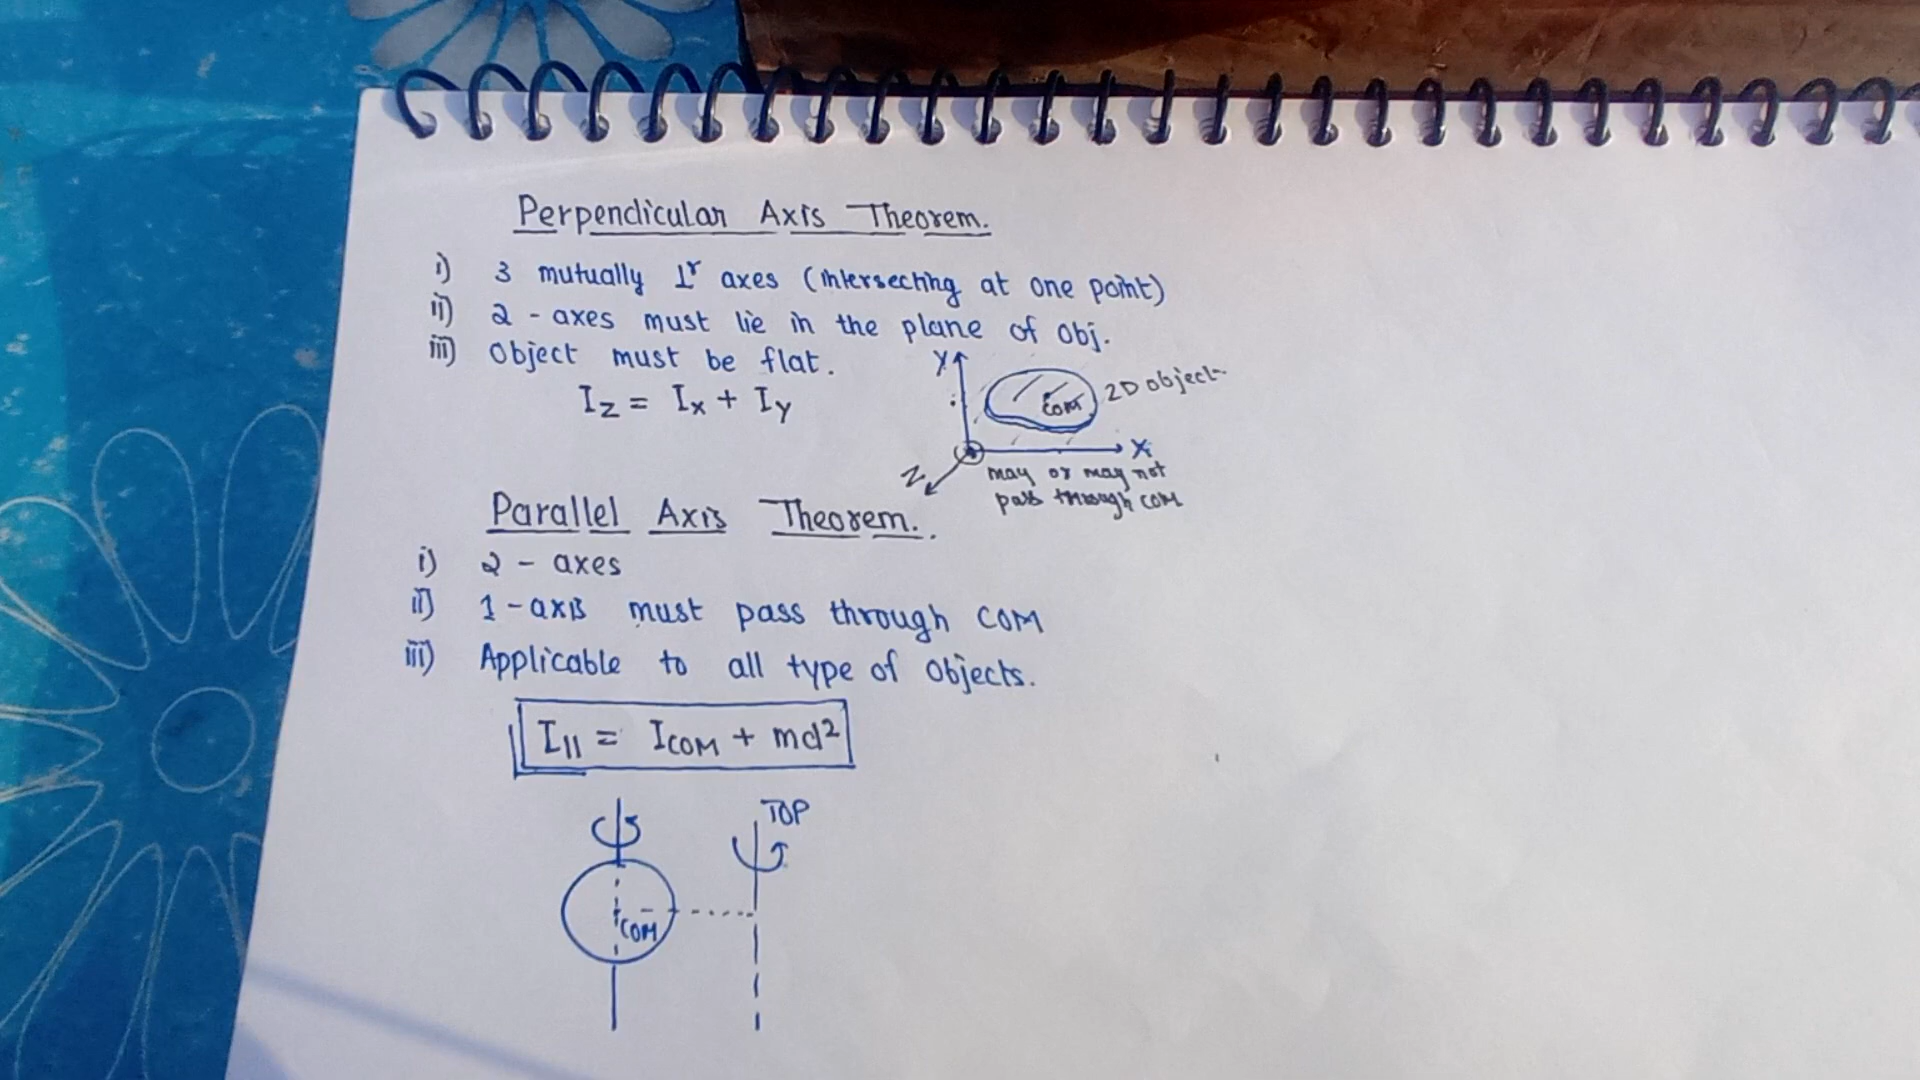 Perpendicular Axis Theorem.
i) 3 mutually ⊥r axes (intersecting at one point)
ii) 2 - axes must lie in the plane of obj.
iii) Object must be flat.
Iz = Ix + Iy
Y
COM
2D object
X
Z
may or may not
pass through COM
Parallel Axis Theorem.
i) 2 - axes
ii) 1 - axis must pass through COM
iii) Applicable to all type of Objects.
I|| = ICOM + md²
TOP
COM